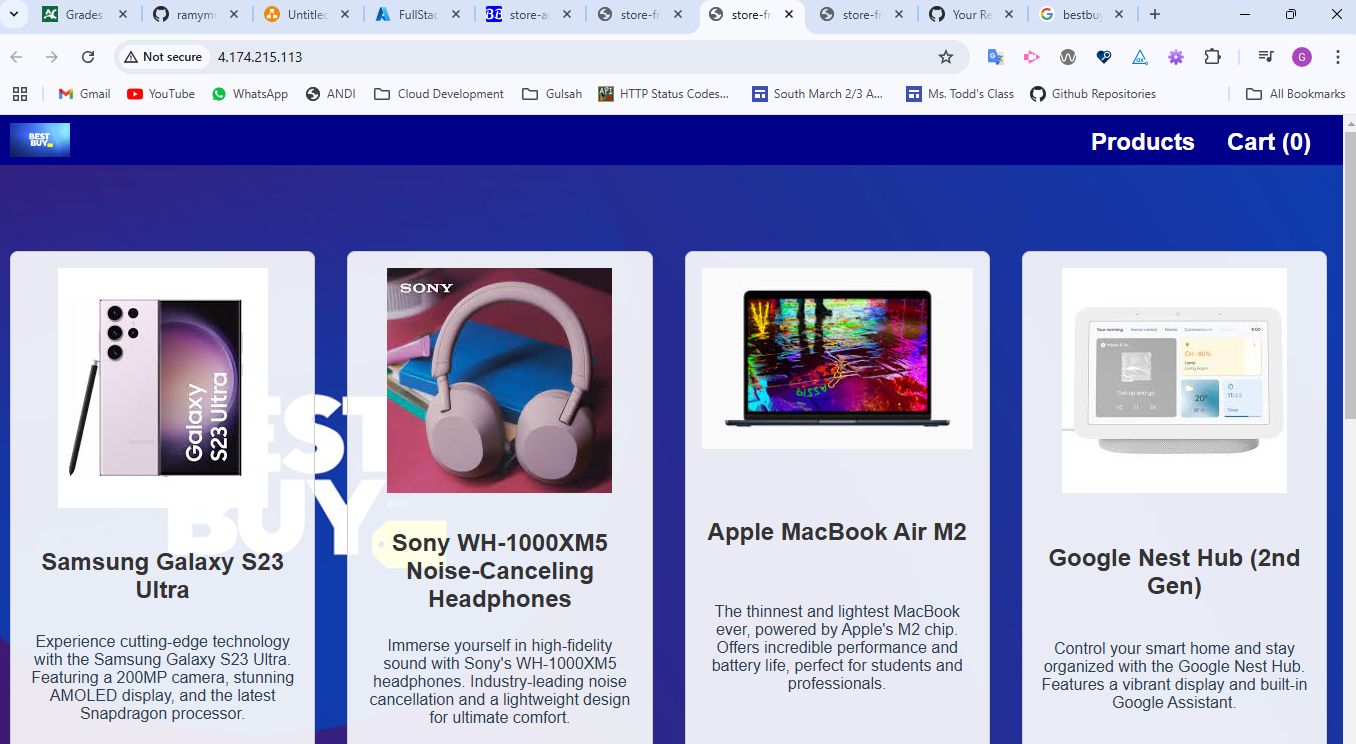 Grades
ramym
Untitled
FullStac
store-a
store-fr
store-fr
store-fr
Your Re
bestbuy
Not secure
4.174.215.113
G
Gmail
YouTube
WhatsApp
ANDI
Cloud Development
Gulsah
HTTP Status Codes...
South March 2/3 A...
Ms. Todd's Class
Github Repositories
All Bookmarks
BEST
BUY
Products
Cart (0)
BEST
BUY
Galaxy
S23 Ultra
SONY
PIZZA
Samsung Galaxy S23
Ultra
Experience cutting-edge technology
with the Samsung Galaxy S23 Ultra.
Featuring a 200MP camera, stunning
AMOLED display, and the latest
Snapdragon processor.
Sony WH-1000XM5
Noise-Canceling
Headphones
Immerse yourself in high-fidelity
sound with Sony's WH-1000XM5
headphones. Industry-leading noise
cancellation and a lightweight design
for ultimate comfort.
Apple MacBook Air M2
The thinnest and lightest MacBook
ever, powered by Apple's M2 chip.
Offers incredible performance and
battery life, perfect for students and
professionals.
Your morning
Home control
Media
20°
Google Nest Hub (2nd
Gen)
Control your smart home and stay
organized with the Google Nest Hub.
Features a vibrant display and built-in
Google Assistant.